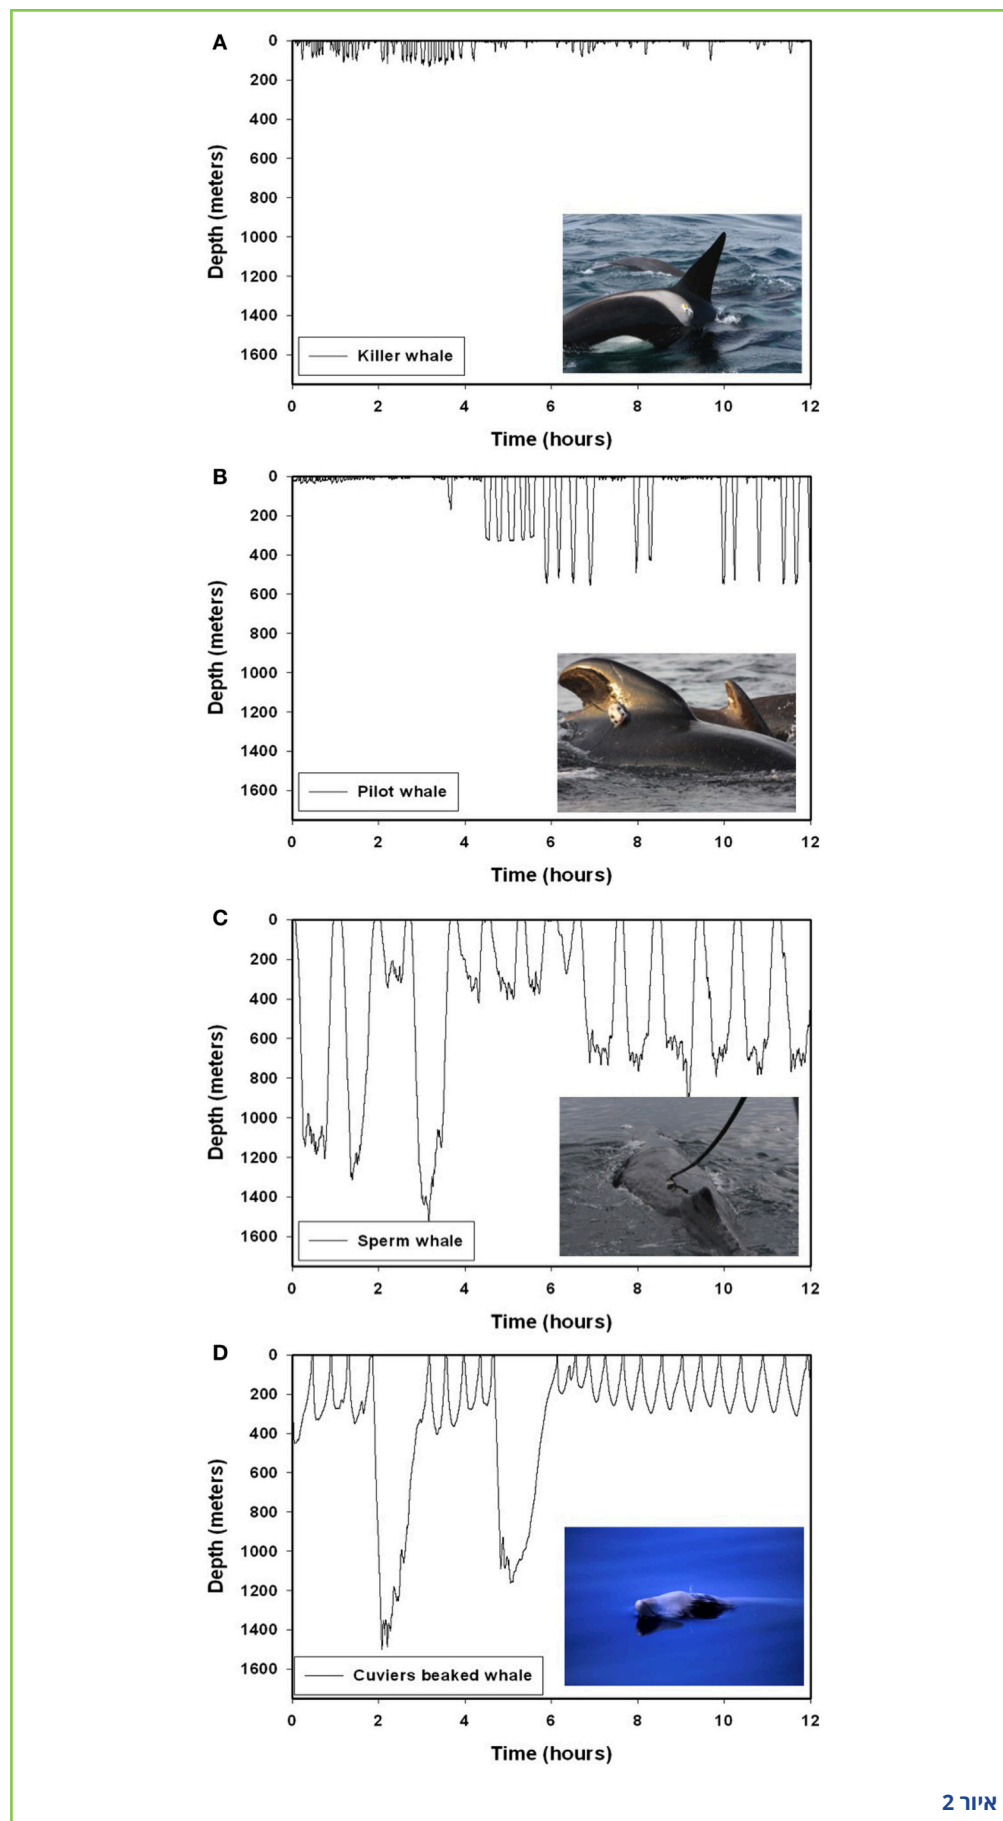 A
0
200
400
600
800
1000
1200
1400
1600
Depth (meters)
Killer whale
0 2 4 6 8 10 12
Time (hours)
B
0
200
400
600
800
1000
1200
1400
1600
Depth (meters)
Pilot whale
0 2 4 6 8 10 12
Time (hours)
C
0
200
400
600
800
1000
1200
1400
1600
Depth (meters)
Sperm whale
0 2 4 6 8 10 12
Time (hours)
D
0
200
400
600
800
1000
1200
1400
1600
Depth (meters)
Cuviers beaked whale
0 2 4 6 8 10 12
Time (hours)
איור 2